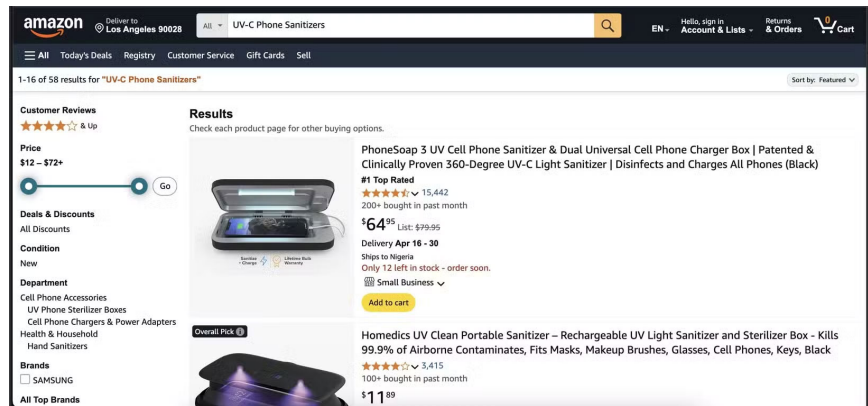 amazon
Deliver to
Los Angeles 90028
All
UV-C Phone Sanitizers
EN
Hello, sign in
Account & Lists
Returns
& Orders
0
Cart
All
Today's Deals
Registry
Customer Service
Gift Cards
Sell
1-16 of 58 results for "UV-C Phone Sanitizers"
Sort by: Featured
Customer Reviews
& Up
Price
$12 – $72+
Go
Deals & Discounts
All Discounts
Condition
New
Department
Cell Phone Accessories
UV Phone Sterilizer Boxes
Cell Phone Chargers & Power Adapters
Health & Household
Hand Sanitizers
Brands
SAMSUNG
All Top Brands
Results
Check each product page for other buying options.
Sanitize
+ Charge
Lifetime Bulb
Warranty
PhoneSoap 3 UV Cell Phone Sanitizer & Dual Universal Cell Phone Charger Box | Patented &
Clinically Proven 360-Degree UV-C Light Sanitizer | Disinfects and Charges All Phones (Black)
#1 Top Rated
15,442
200+ bought in past month
$64 95 List: $79.95
Delivery Apr 16 - 30
Ships to Nigeria
Only 12 left in stock - order soon.
Small Business
Add to cart
Overall Pick
Homedics UV Clean Portable Sanitizer – Rechargeable UV Light Sanitizer and Sterilizer Box - Kills
99.9% of Airborne Contaminates, Fits Masks, Makeup Brushes, Glasses, Cell Phones, Keys, Black
3,415
100+ bought in past month
$11 89